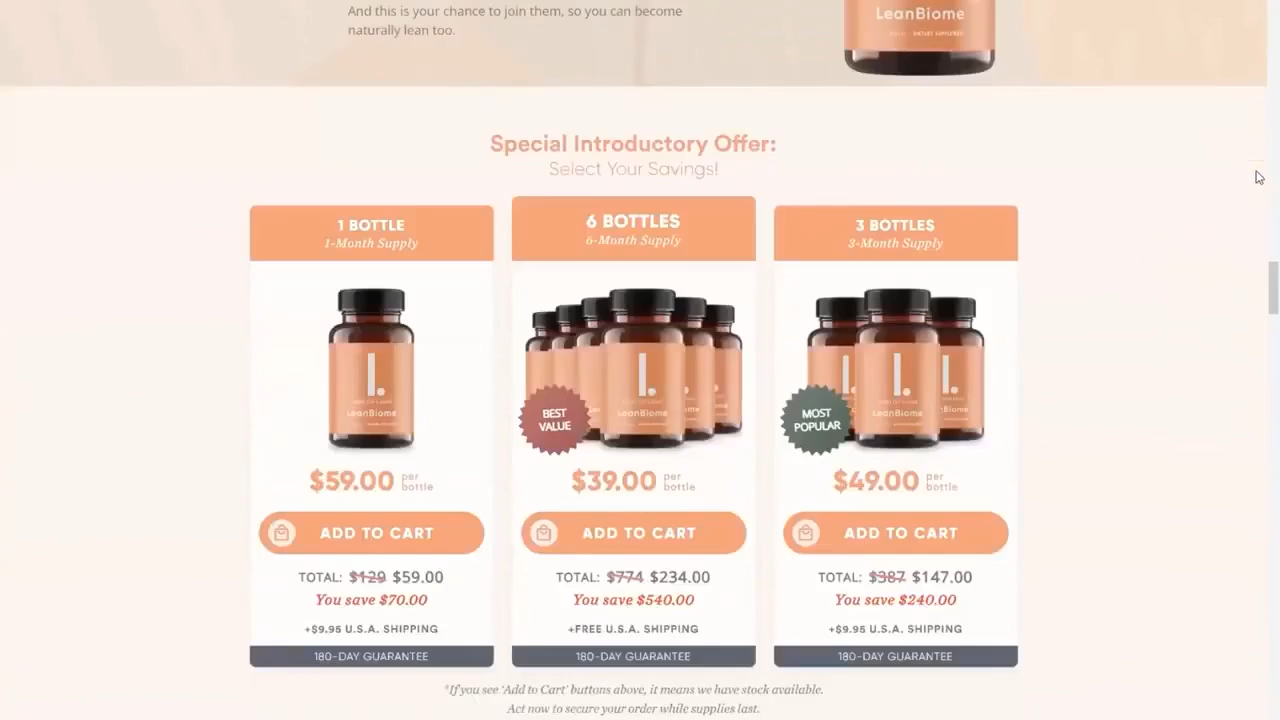 And this is your chance to join them, so you can become
naturally lean too.
LeanBiome
DIETARY SUPPLEMENT
Special Introductory Offer:
Select Your Savings!
1 BOTTLE
1-Month Supply
LeanBiome
$59.00 per bottle
ADD TO CART
TOTAL: $129 $59.00
You save $70.00
+$9.95 U.S.A. SHIPPING
180-DAY GUARANTEE
6 BOTTLES
6-Month Supply
BEST
VALUE
LeanBiome
$39.00 per bottle
ADD TO CART
TOTAL: $774 $234.00
You save $540.00
+FREE U.S.A. SHIPPING
180-DAY GUARANTEE
3 BOTTLES
3-Month Supply
MOST
POPULAR
LeanBiome
$49.00 per bottle
ADD TO CART
TOTAL: $387 $147.00
You save $240.00
+$9.95 U.S.A. SHIPPING
180-DAY GUARANTEE
*If you see 'Add to Cart' buttons above, it means we have stock available.
Act now to secure your order while supplies last.